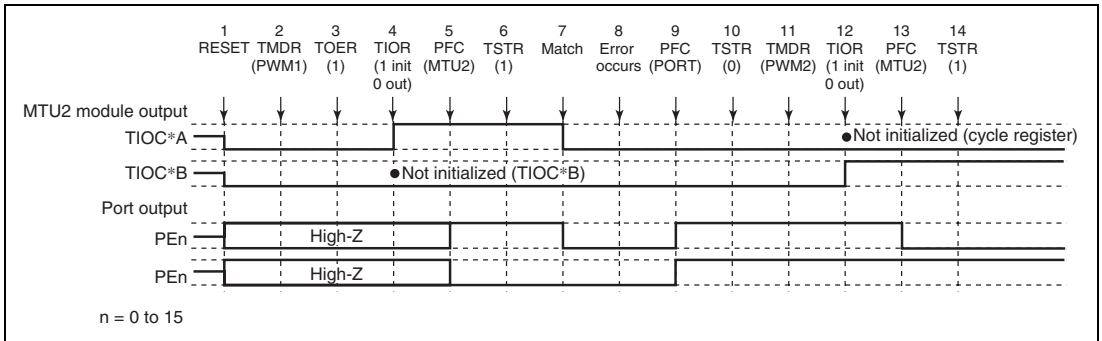 1 2 3 4 5 6 7 8 9 10 11 12 13 14
RESET TMDR TOER TIOR PFC TSTR Match Error PFC TSTR TMDR TIOR PFC TSTR
(PWM1) (1) (1 init (MTU2) (1) occurs (PORT) (0) (PWM2) (1 init (MTU2) (1)
0 out) 0 out)
MTU2 module output
TIOC*A ●Not initialized (cycle register)
TIOC*B ●Not initialized (TIOC*B)
Port output
PEn High-Z
PEn High-Z
n = 0 to 15